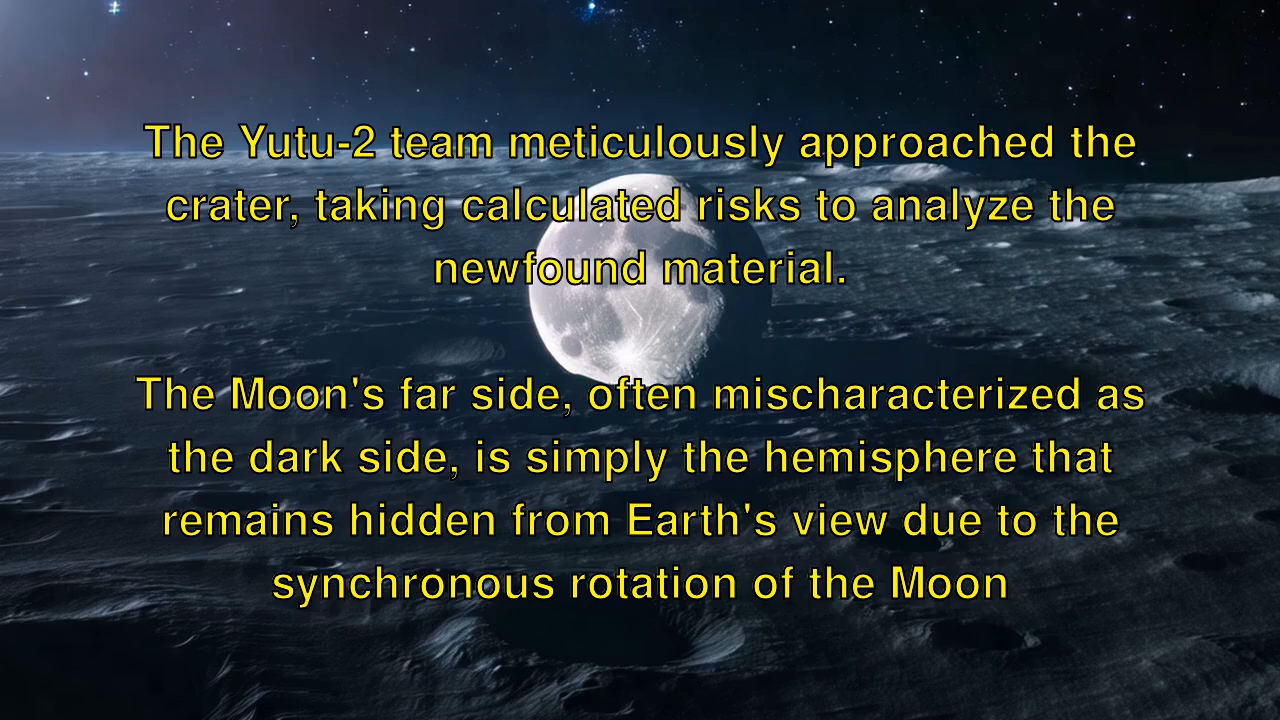 The Yutu-2 team meticulously approached the
crater, taking calculated risks to analyze the
newfound material.
The Moon's far side, often mischaracterized as
the dark side, is simply the hemisphere that
remains hidden from Earth's view due to the
synchronous rotation of the Moon